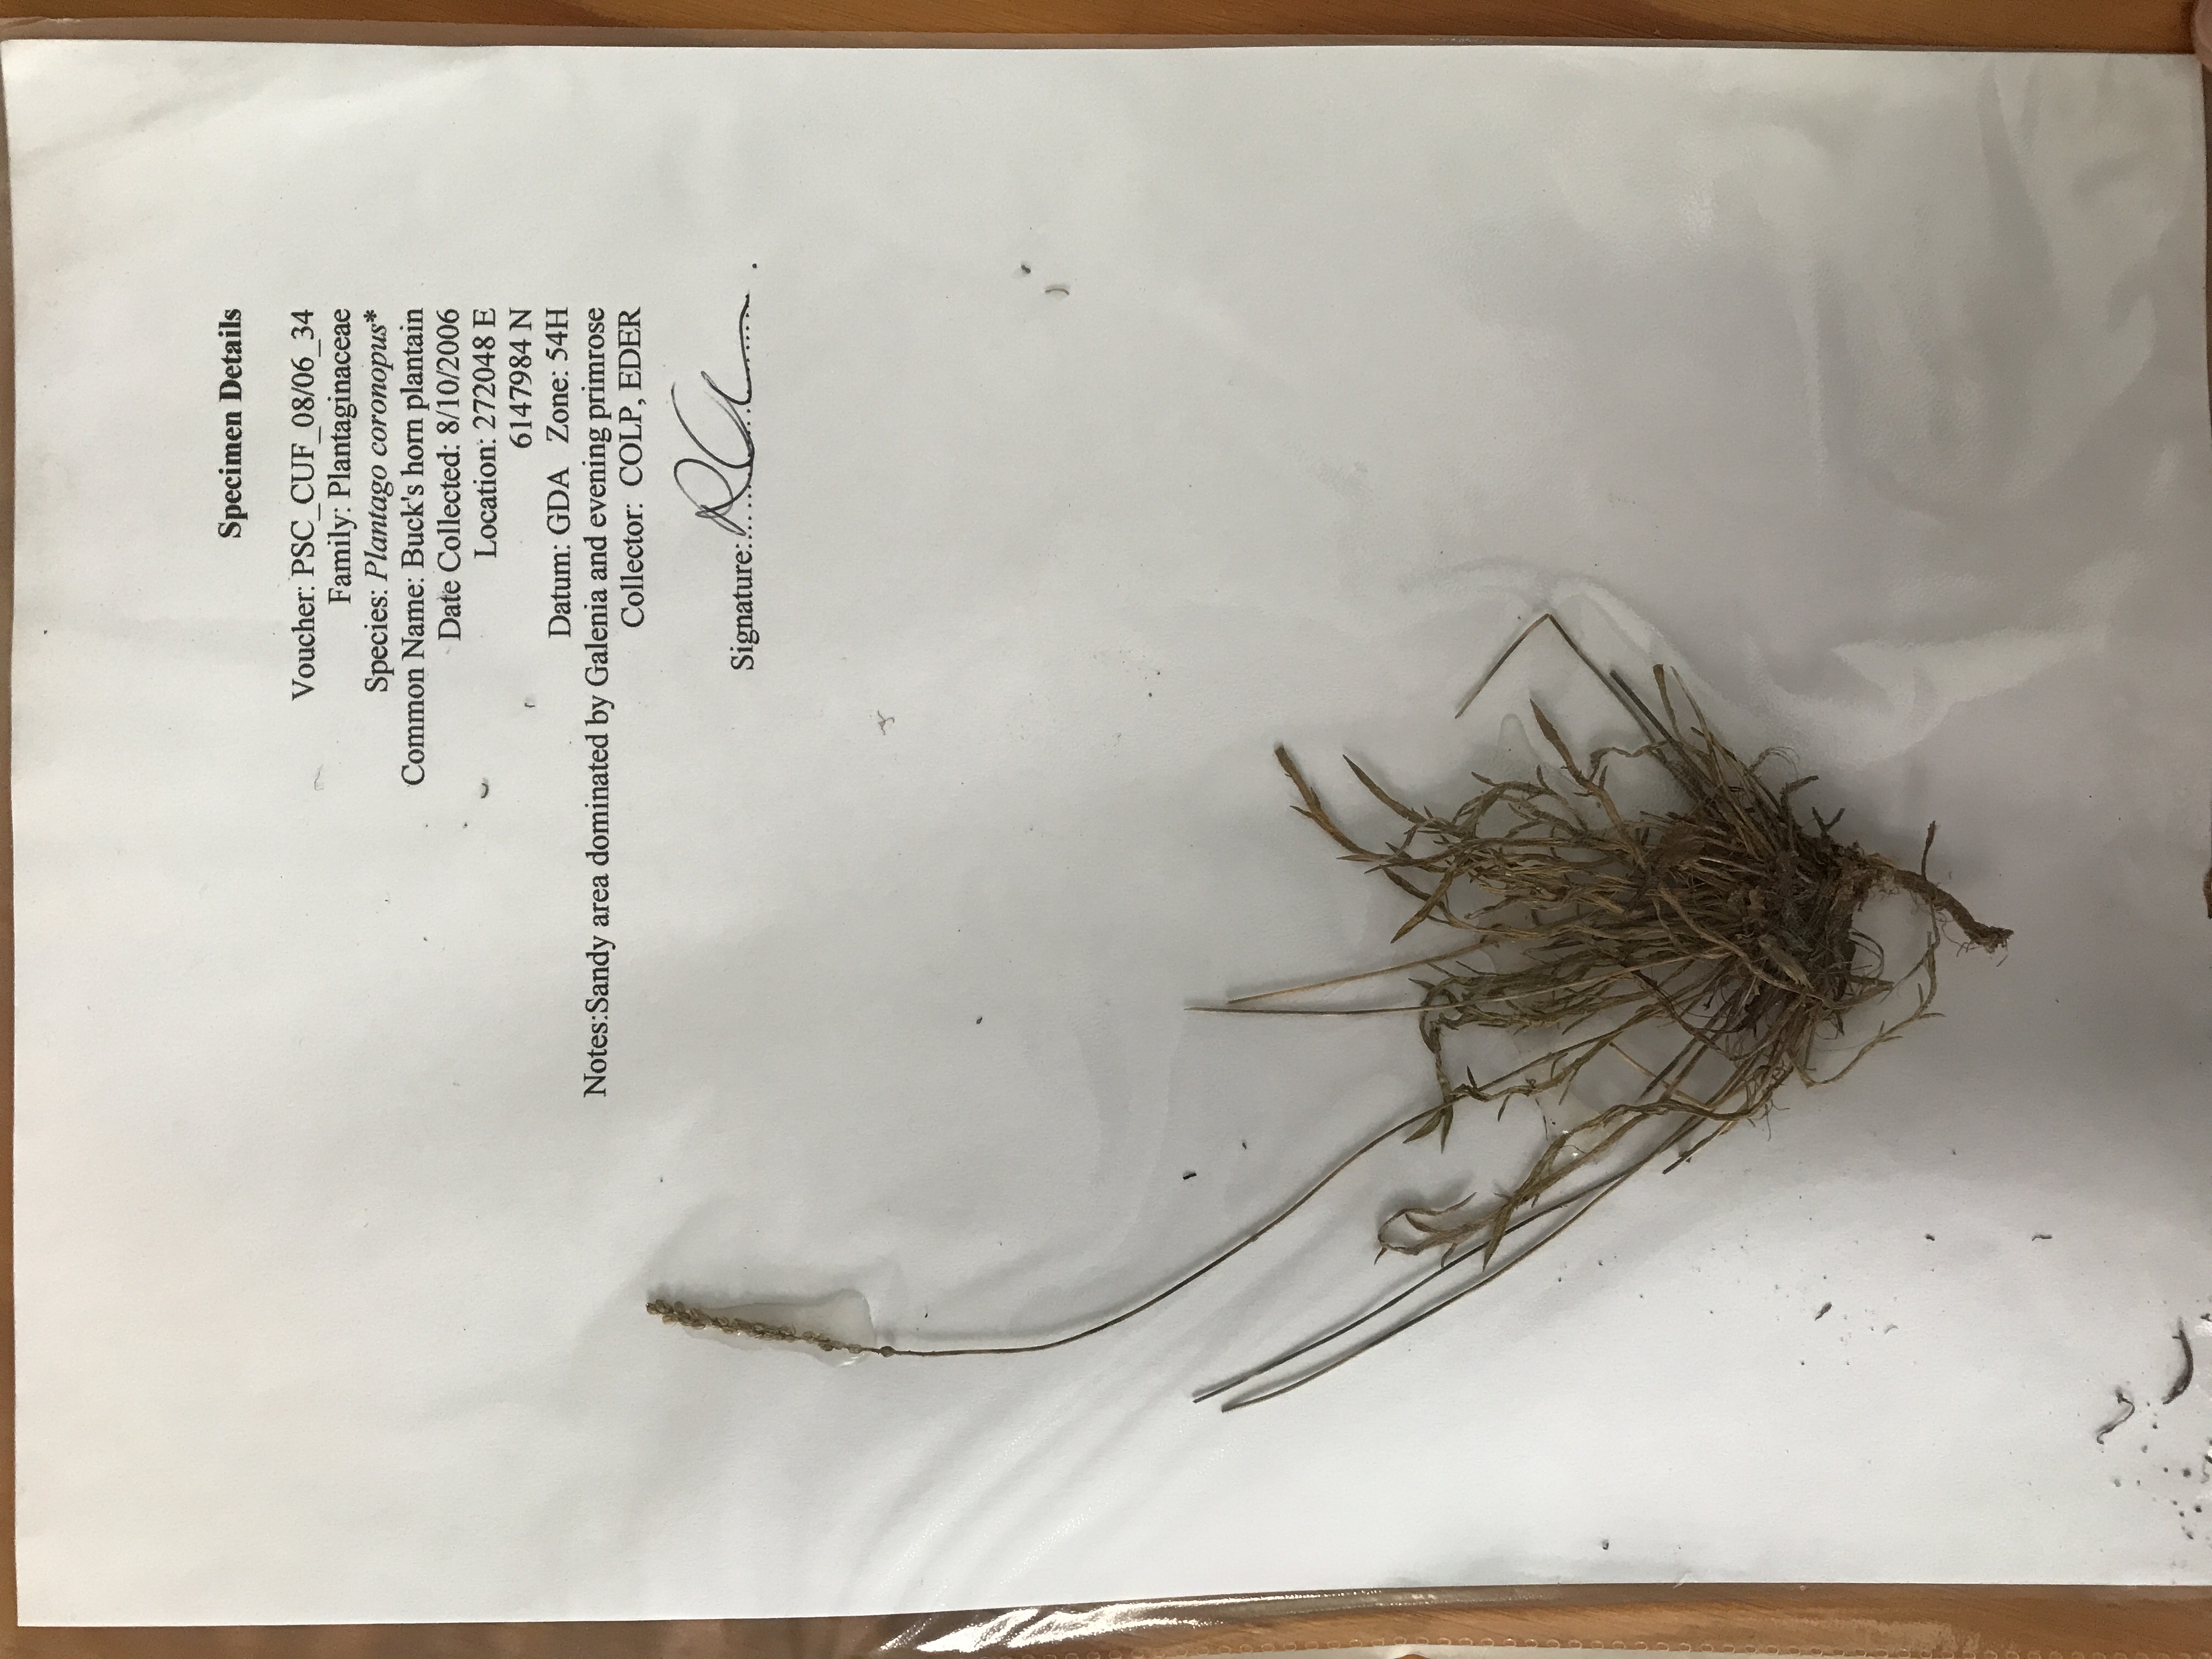 Specimen Details
Voucher: PSC_CUF_08/06_34
Family: Plantaginaceae
Species: Plantago coronopus*
Common Name: Buck's horn plantain
Date Collected: 8/10/2006
Location: 272048 E
6147984 N
Datum: GDA Zone: 54H
Notes:Sandy area dominated by Galenia and evening primrose
Collector: COLP, EDER
Signature: